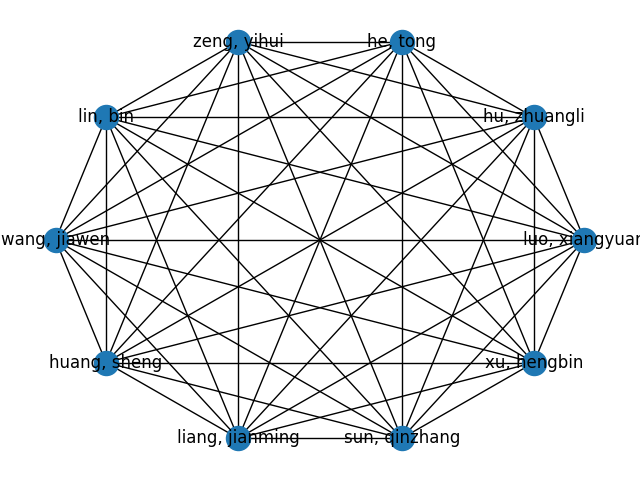 zeng, yihui
he, tong
lin, bin
hu, zhuangli
wang, jiawen
luo, xiangyuan
huang, sheng
xu, hengbin
liang, jianming
sun, qinzhang